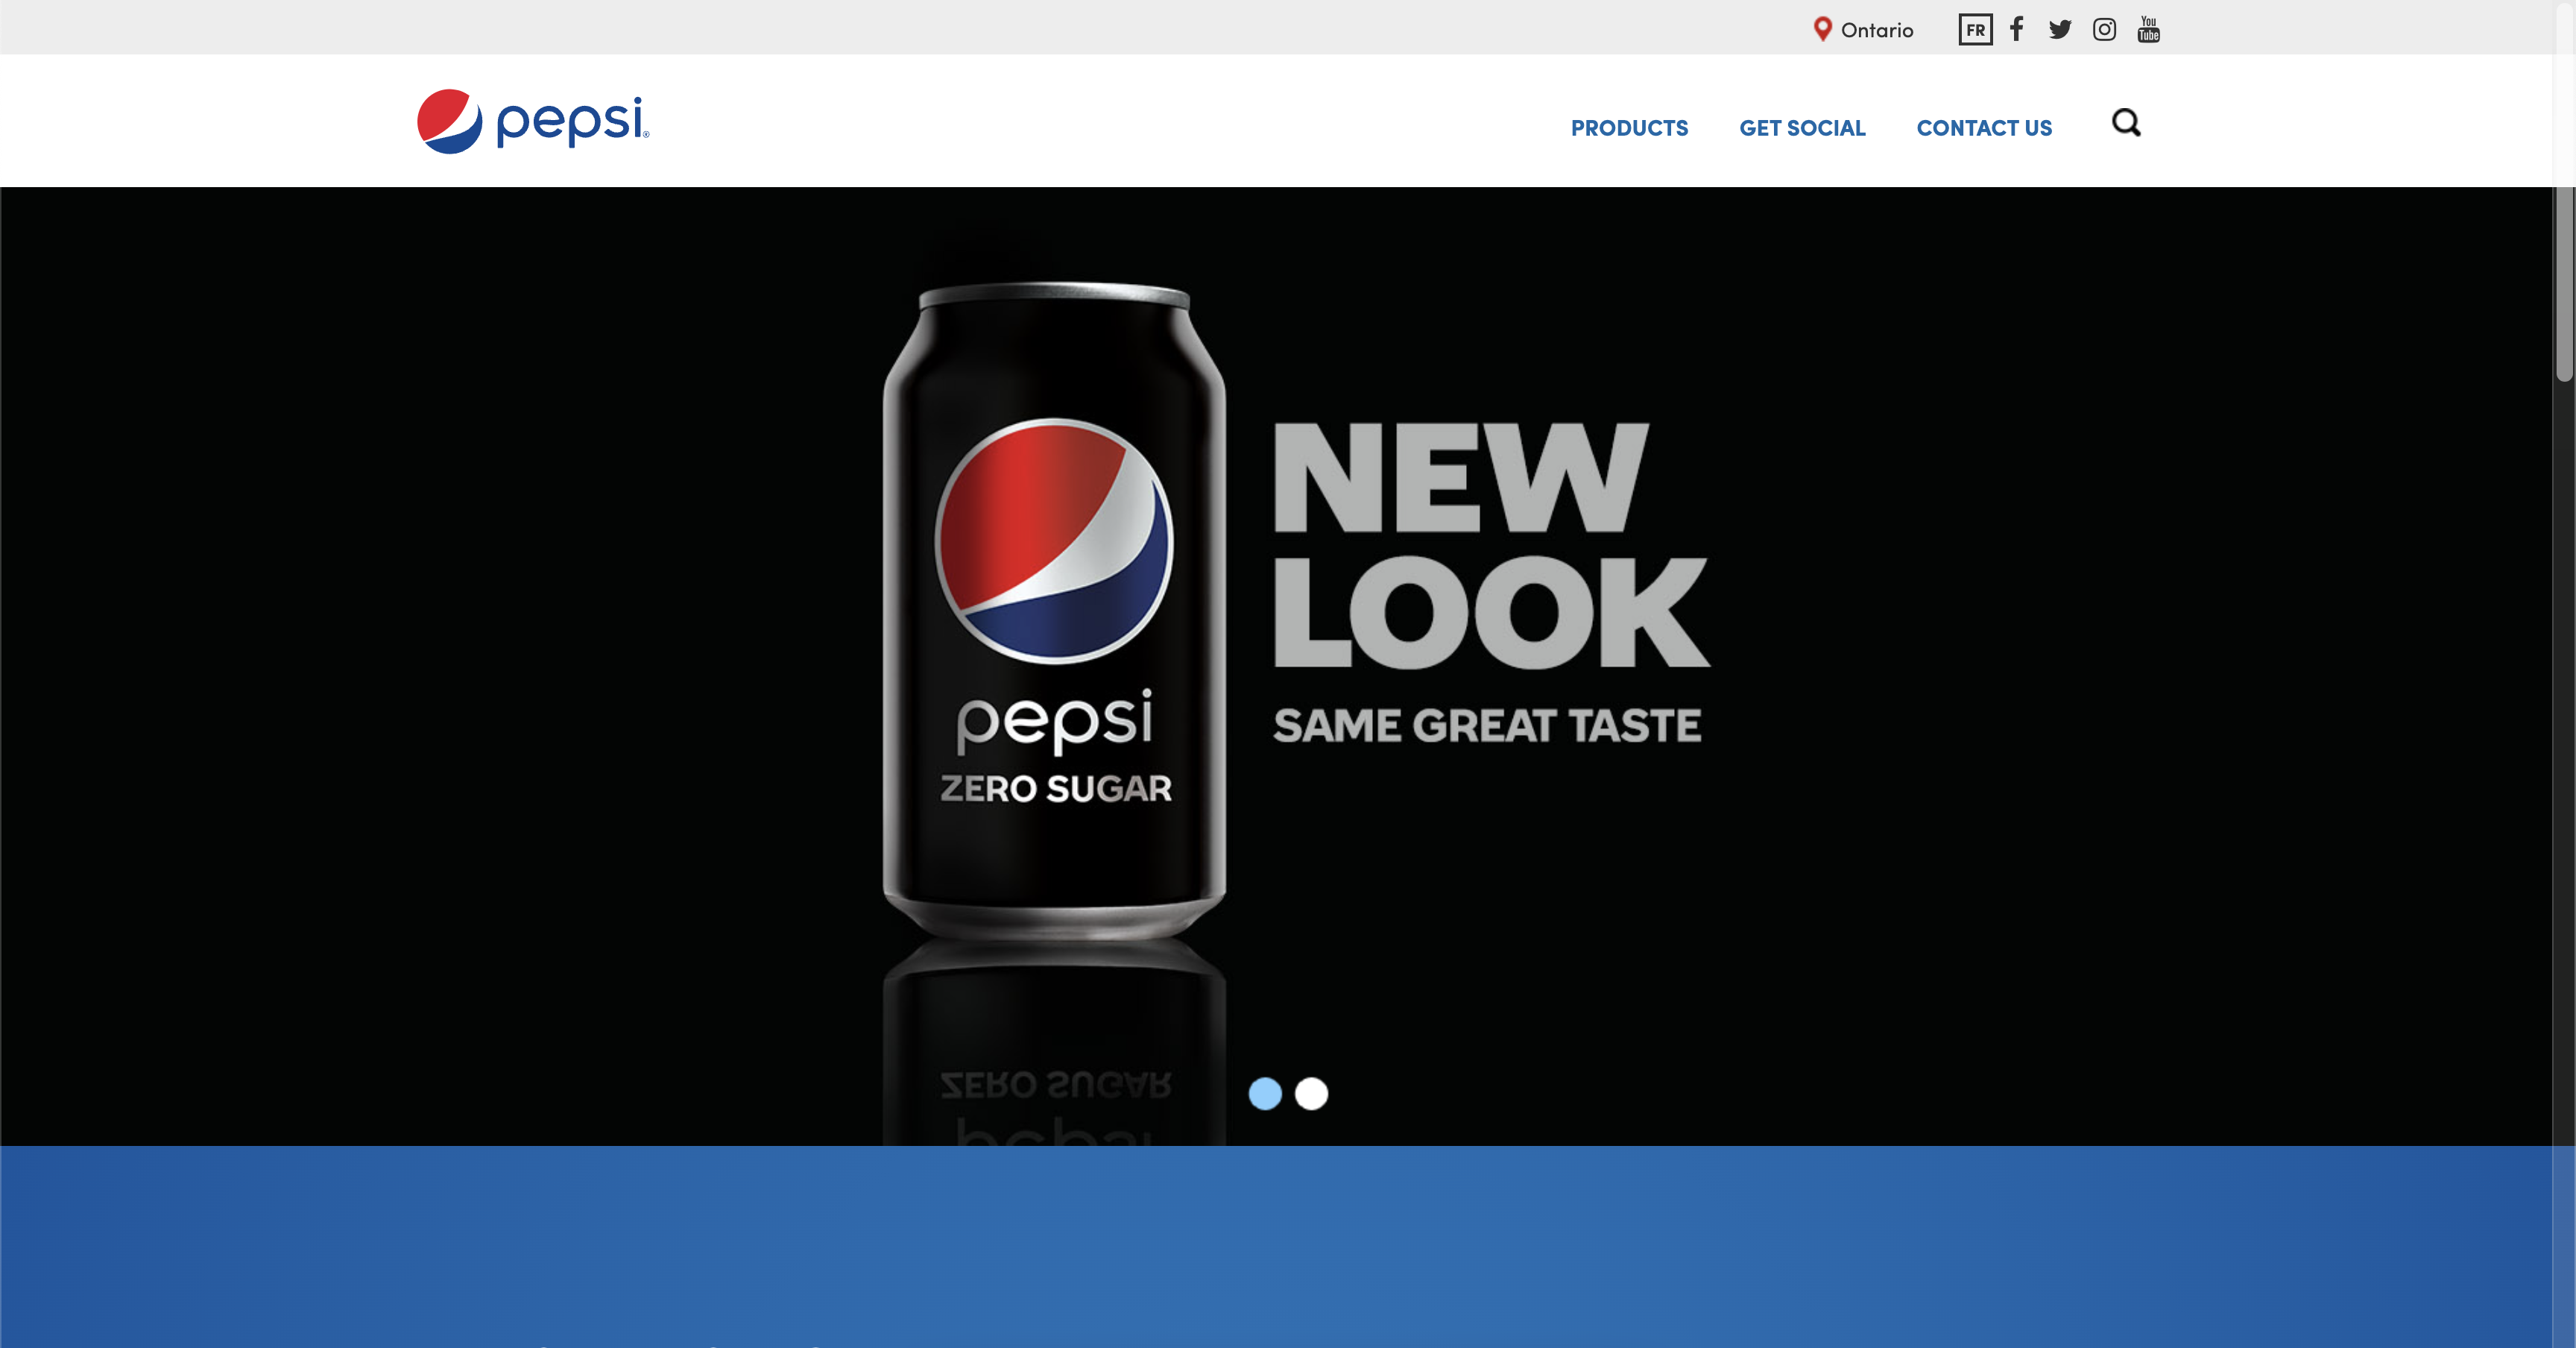 Ontario FR You Tube
pepsi®
PRODUCTS GET SOCIAL CONTACT US
NEW
LOOK
SAME GREAT TASTE
pepsi
ZERO SUGAR
ZERO SUGAR
pepsi